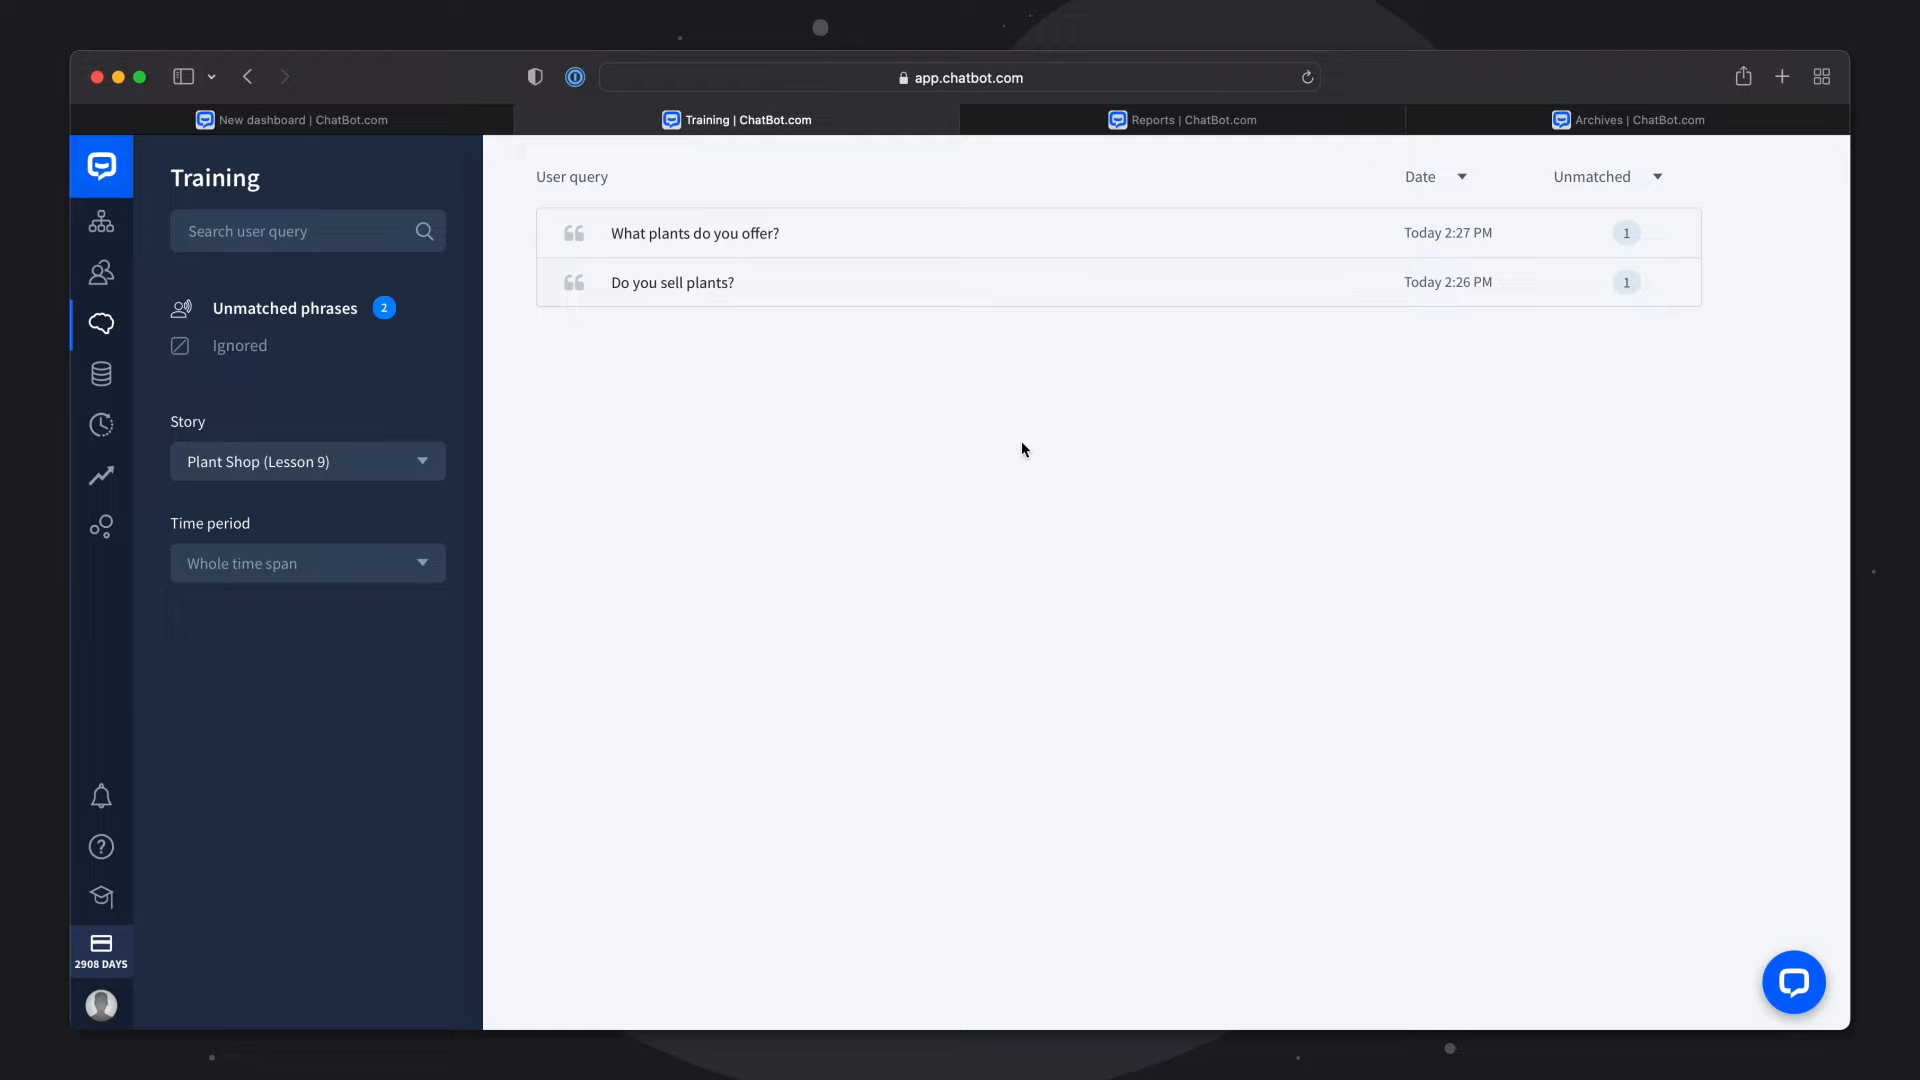 app.chatbot.com
New dashboard | ChatBot.com
Training | ChatBot.com
Reports | ChatBot.com
Archives | ChatBot.com
Training
Search user query
Unmatched phrases 2
Ignored
Story
Plant Shop (Lesson 9)
Time period
Whole time span
2908 DAYS
User query Date Unmatched
What plants do you offer? Today 2:27 PM 1
Do you sell plants? Today 2:26 PM 1